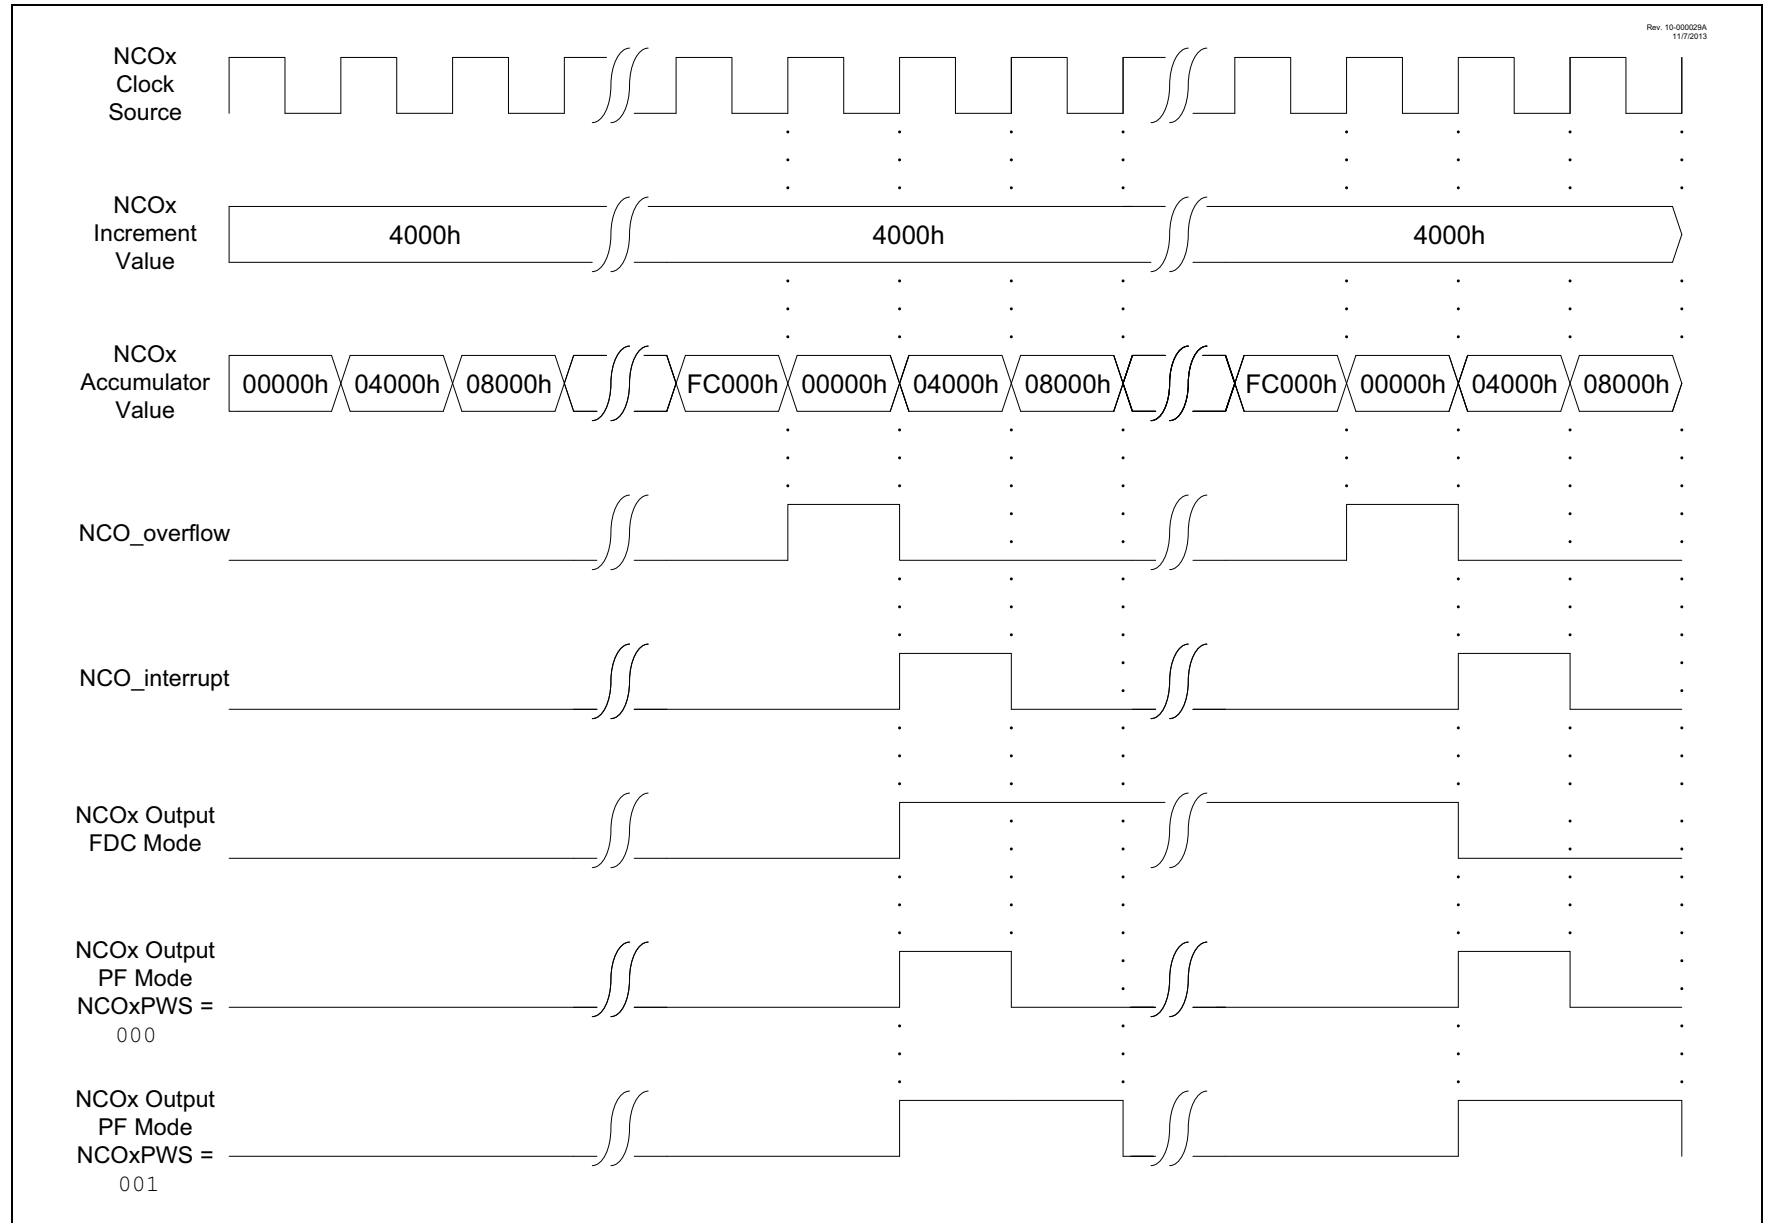 Rev. 10-000029A
11/7/2013
NCOx
Clock
Source
NCOx
Increment
Value
4000h
4000h
4000h
NCOx
Accumulator
Value
00000h
04000h
08000h
FC000h
00000h
04000h
08000h
FC000h
00000h
04000h
08000h
NCO_overflow
NCO_interrupt
NCOx Output
FDC Mode
NCOx Output
PF Mode
NCOxPWS =
000
NCOx Output
PF Mode
NCOxPWS =
001